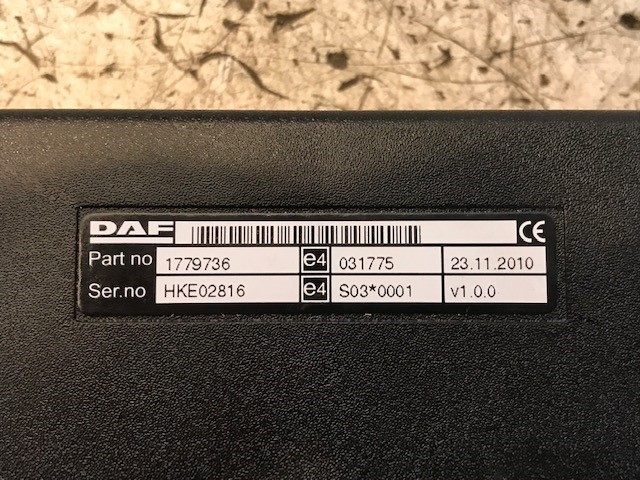 DAF CE
Part no 1779736 e4 031775 23.11.2010
Ser.no HKE02816 e4 S03*0001 v1.0.0